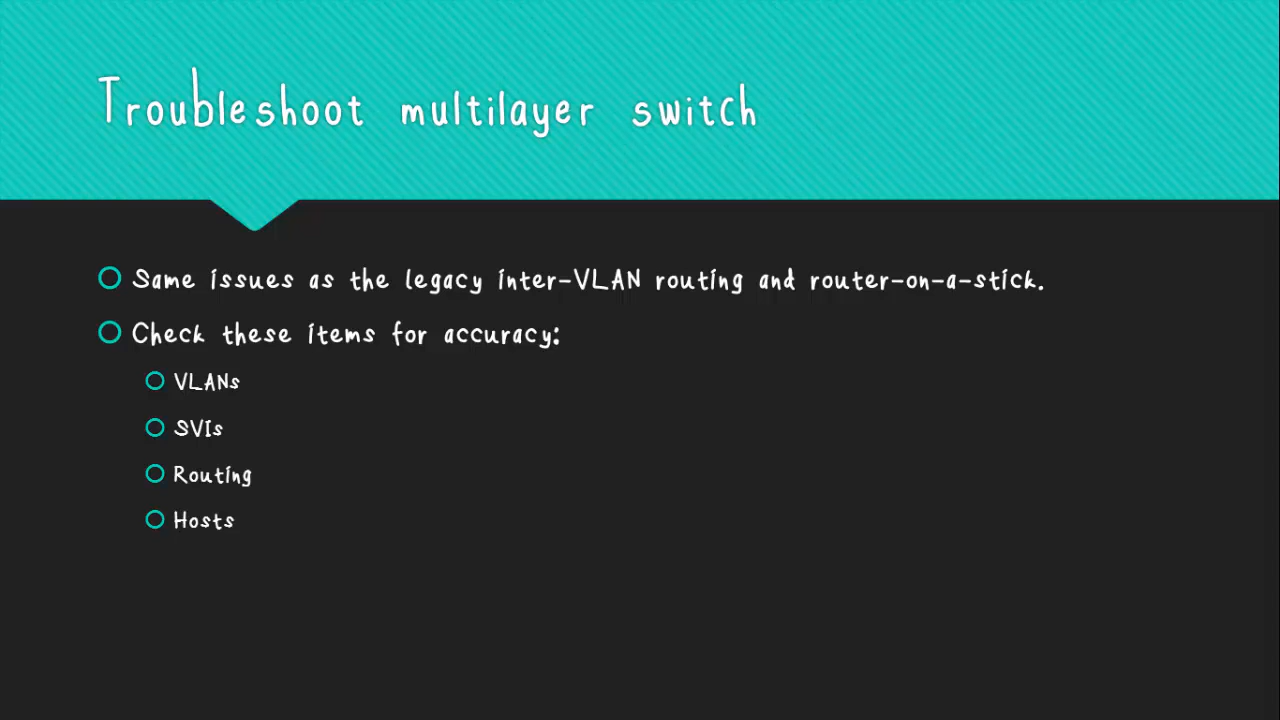 Troubleshoot multilayer switch
Same issues as the legacy inter-VLAN routing and router-on-a-stick.
Check these items for accuracy:
VLANs
SVIs
Routing
Hosts